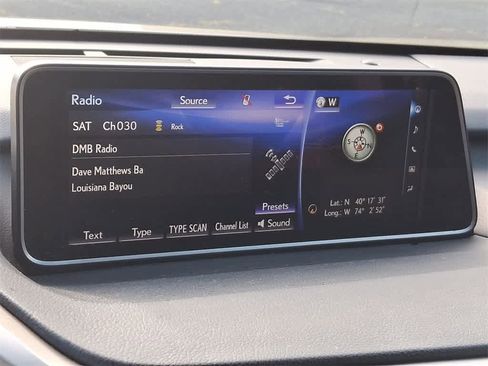 Radio
Source
W
SAT Ch030 Rock
DMB Radio
Dave Matthews Ba
Louisiana Bayou
W
S
E
Lat.: N 40° 17' 31"
Long.: W 74° 2' 52"
Presets
Text
Type
TYPE SCAN
Channel List
Sound